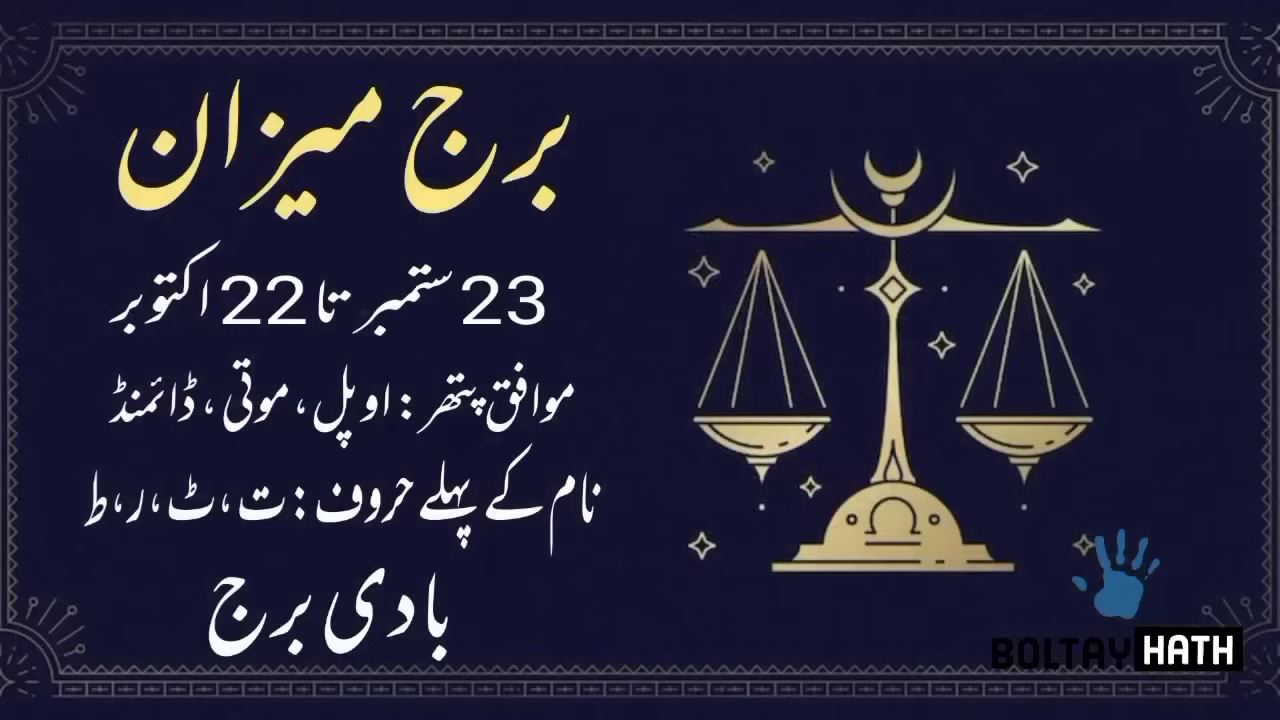 برج میزان
23 ستمبر تا 22 اکتوبر
موافق پتھر : اوپل، موتی، ڈائمنڈ
نام کے پہلے حروف : ت، ٹ، ر، ط
بادی برج
BOLTAY HATH